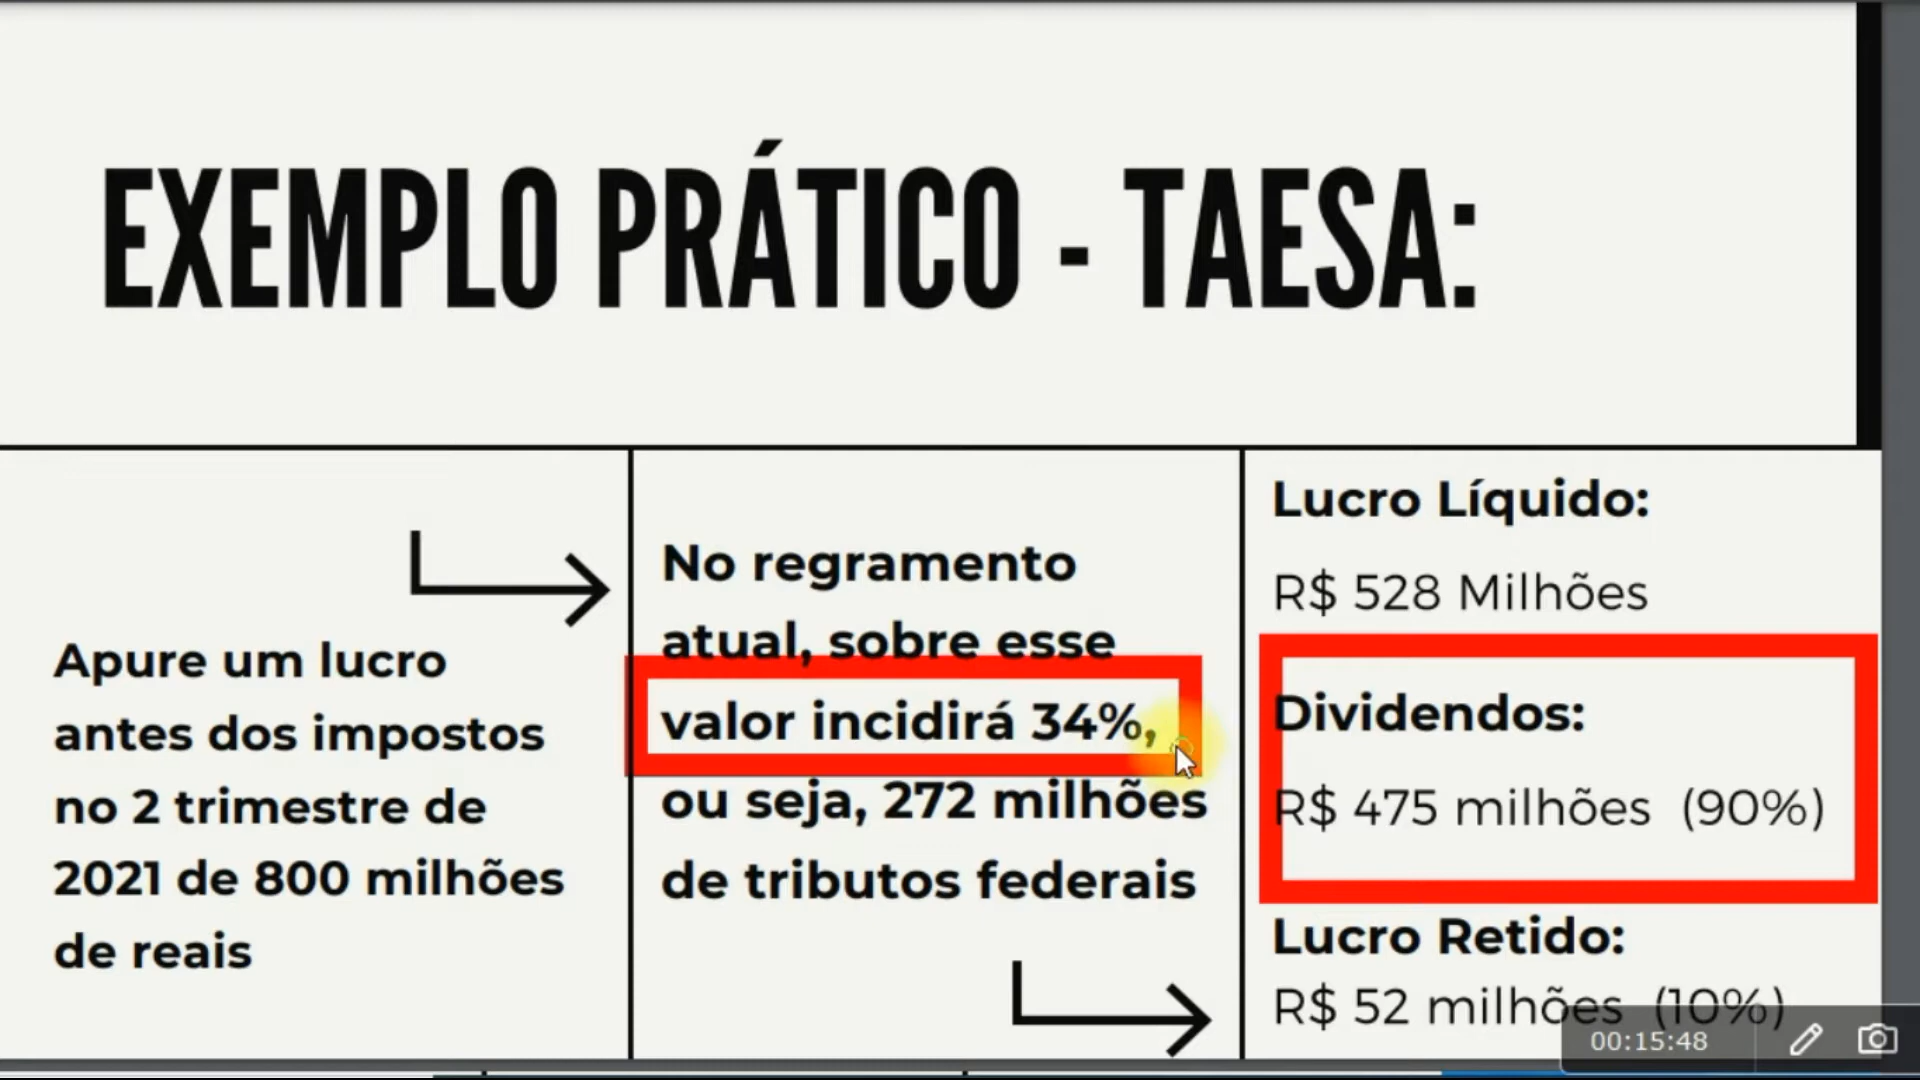 EXEMPLO PRÁTICO - TAESA:
Apure um lucro
antes dos impostos
no 2 trimestre de
2021 de 800 milhões
de reais
No regramento
atual, sobre esse
valor incidirá 34%,
ou seja, 272 milhões
de tributos federais
Lucro Líquido:
R$ 528 Milhões
Dividendos:
R$ 475 milhões (90%)
Lucro Retido:
R$ 52 milhões (10%)
00:15:48